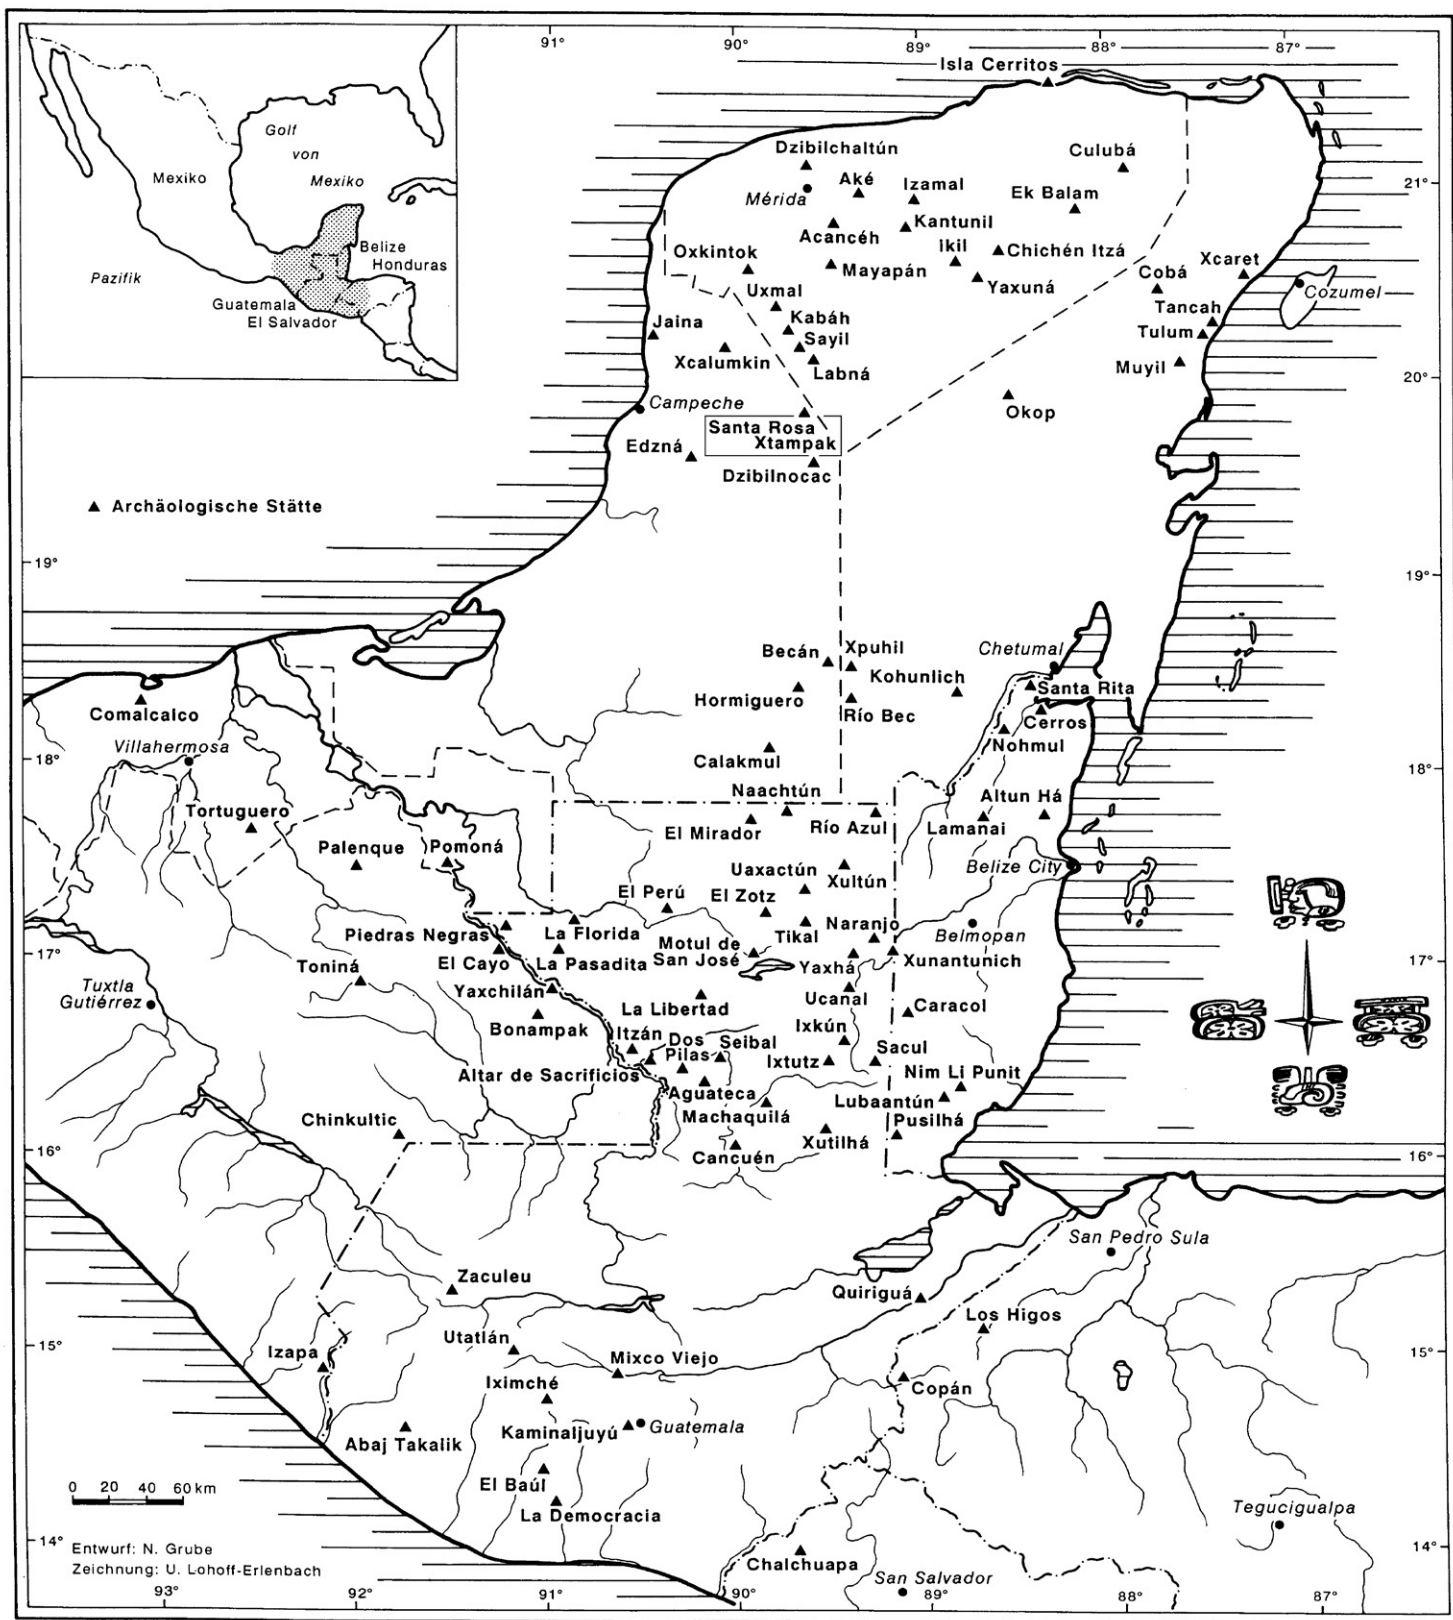 91°
90°
89°
88°
87°
Golf
von
Mexiko
Mexiko
Pazifik
Belize
Honduras
Guatemala
El Salvador
Isla Cerritos
Dzibilchaltún
Culubá
Mérida
Aké
Izamal
Ek Balam
21°
Acancéh
Kantunil
Ikil
Chichén Itzá
Oxkintok
Mayapán
Yaxuná
Cobá
Xcaret
Cozumel
Uxmal
Tancah
Jaina
Kabáh
Sayil
Tulum
Xcalumkin
Labná
Muyil
20°
Campeche
Okop
Santa Rosa
Xtampak
Edzná
Dzibilnocac
Archäologische Stätte
19°
19°
Becán
Xpuhil
Chetumal
Kohunlich
Hormiguero
Río Bec
Santa Rita
Cerros
Nohmul
Comalcalco
Villahermosa
18°
Calakmul
18°
Naachtún
Altun Há
Tortuguero
El Mirador
Río Azul
Lamanai
Palenque
Pomoná
Uaxactún
Xultún
Belize City
El Perú
El Zotz
Piedras Negras
La Florida
Tikal
Naranjo
Belmopan
17°
Toniná
El Cayo
La Pasadita
Motul de
San José
Yaxhá
Xunantunich
17°
Tuxtla
Gutiérrez
Yaxchilán
La Libertad
Ucanal
Caracol
Bonampak
Itzán
Dos
Pilas
Seibal
Ixkún
Ixtutz
Sacul
Altar de Sacrificios
Nim Li Punit
Aguateca
Lubaantún
Chinkultic
Machaquilá
Pusilhá
Xutilhá
16°
Cancuén
16°
San Pedro Sula
Zaculeu
Quiriguá
Los Higos
Utatlán
15°
Izapa
Mixco Viejo
15°
Iximché
Copán
Abaj Takalik
Kaminaljuyú
Guatemala
El Baúl
0 20 40 60 km
La Democracia
Tegucigualpa
14°
Entwurf: N. Grube
Zeichnung: U. Lohoff-Erlenbach
Chalchuapa
14°
San Salvador
93°
92°
91°
90°
89°
88°
87°